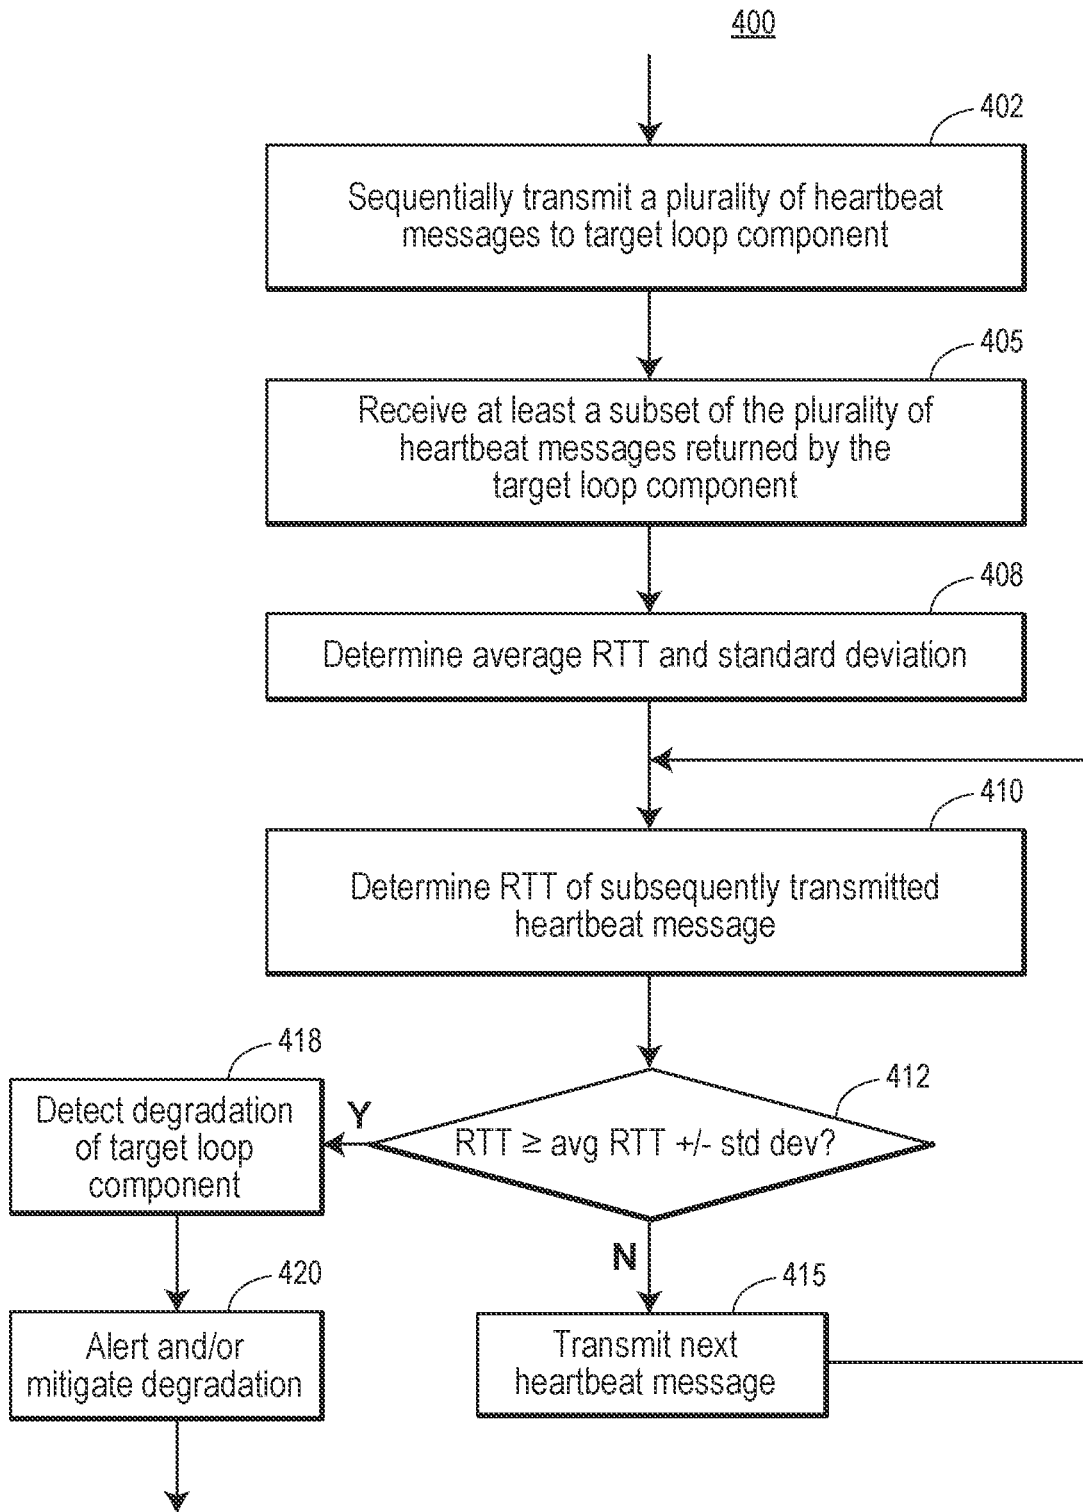 400
402
Sequentially transmit a plurality of heartbeat
messages to target loop component
405
Receive at least a subset of the plurality of
heartbeat messages returned by the
target loop component
408
Determine average RTT and standard deviation
410
Determine RTT of subsequently transmitted
heartbeat message
412
RTT ≥ avg RTT +/- std dev?
Y
418
Detect degradation
of target loop
component
N
420
Alert and/or
mitigate degradation
415
Transmit next
heartbeat message